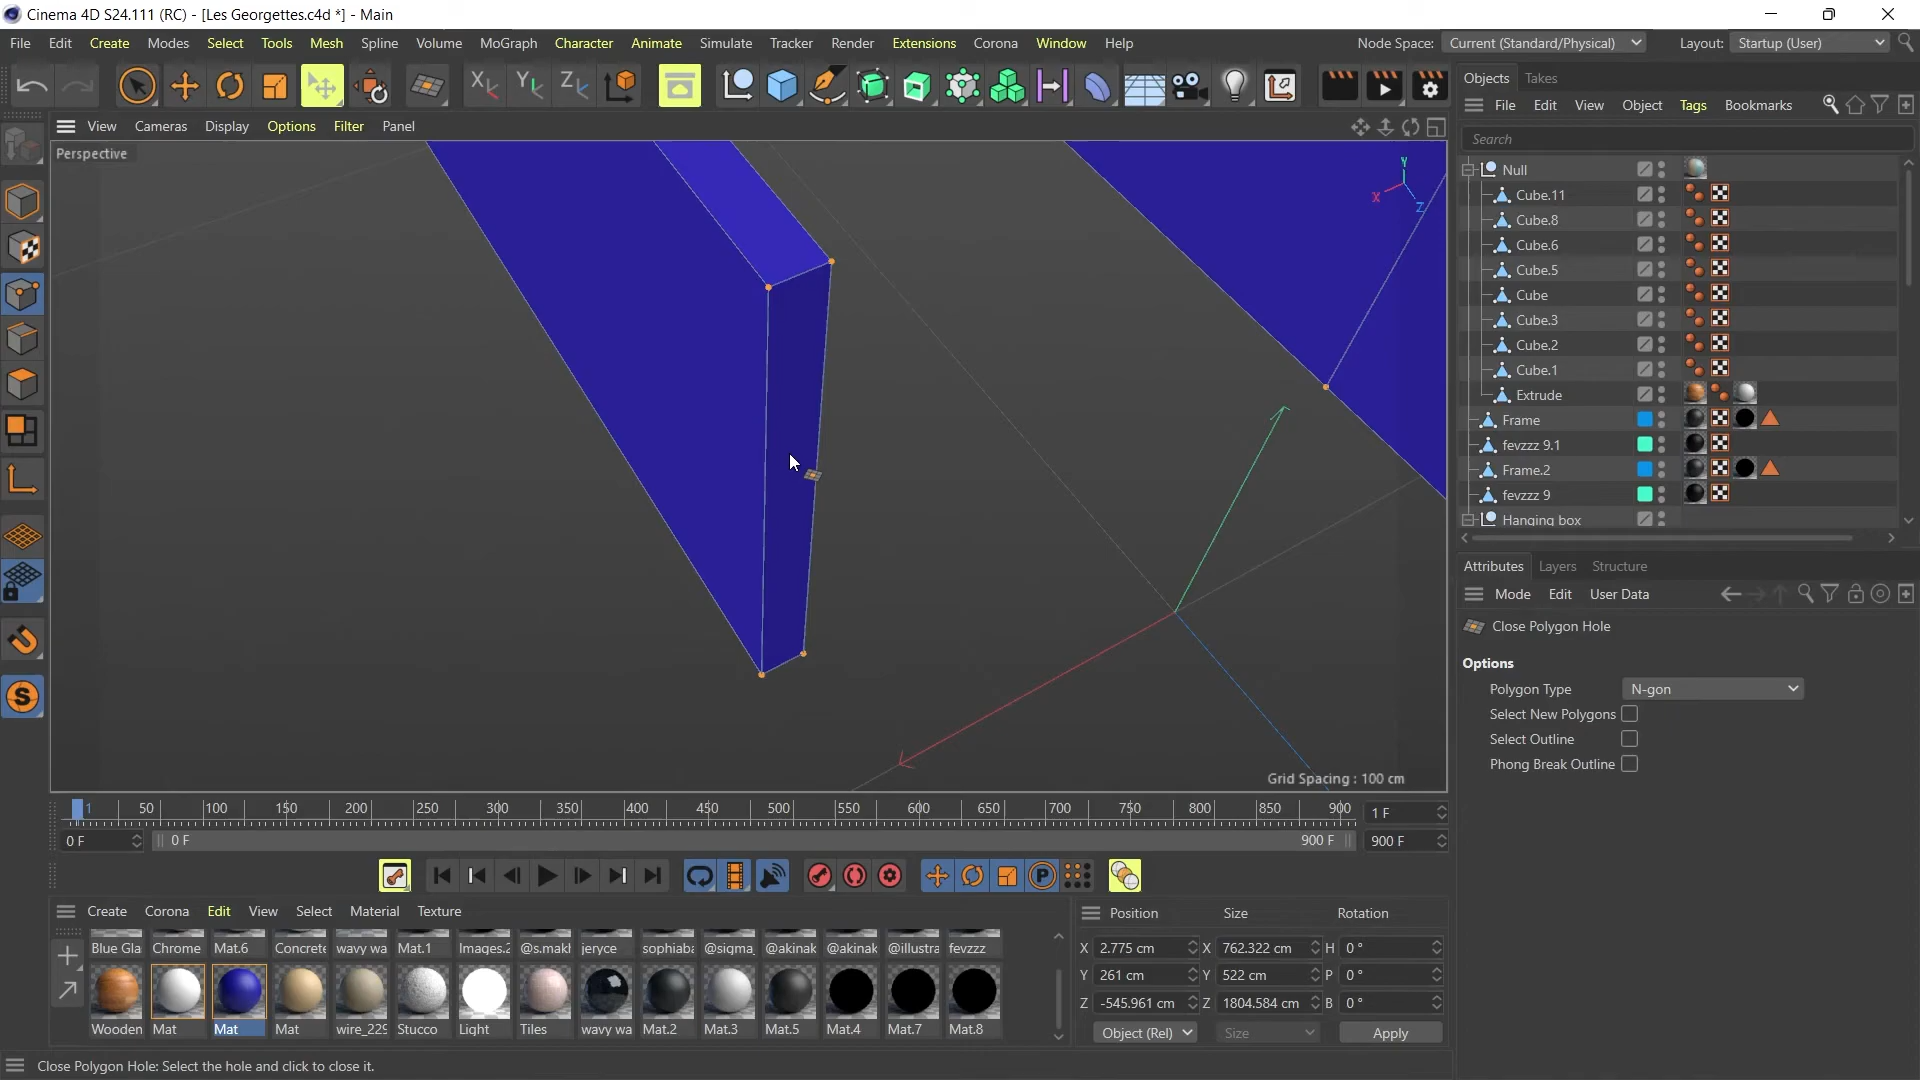 Cinema 4D S24.111 (RC) - [Les Georgettes.c4d *] - Main
File Edit Create Modes Select Tools Mesh Spline Volume MoGraph Character Animate Simulate Tracker Render Extensions Corona Window Help Node Space: Current (Standard/Physical) Layout: Startup (User)
Objects Takes
File Edit View Object Tags Bookmarks
View Cameras Display Options Filter Panel
Search
Perspective
Y
X
Z
Null
Cube.11
Cube.8
Cube.6
Cube.5
Cube
Cube.3
Cube.2
Cube.1
Extrude
Frame
fevzzz 9.1
Frame.2
fevzzz 9
Hanging box
Attributes Layers Structure
Mode Edit User Data
Close Polygon Hole
Options
Polygon Type N-gon
Select New Polygons
Select Outline
Phong Break Outline
Grid Spacing : 100 cm
1 50 100 150 200 250 300 350 400 450 500 550 600 650 700 750 800 850 900 1 F
0 F 0 F 900 F 900 F
Create Corona Edit View Select Material Texture
Blue Gla Chrome Mat.6 Concrete wavy wa Mat.1 Images.2 @s.makl jeryce sophiaba @sigma_ @akinak @akinak @illustra fevzzz
Wooden Mat Mat Mat wire_229 Stucco Light Tiles wavy wa Mat.2 Mat.3 Mat.5 Mat.4 Mat.7 Mat.8
Position Size Rotation
X 2.775 cm X 762.322 cm H 0 °
Y 261 cm Y 522 cm P 0 °
Z -545.961 cm Z 1804.584 cm B 0 °
Object (Rel) Size Apply
Close Polygon Hole: Select the hole and click to close it.